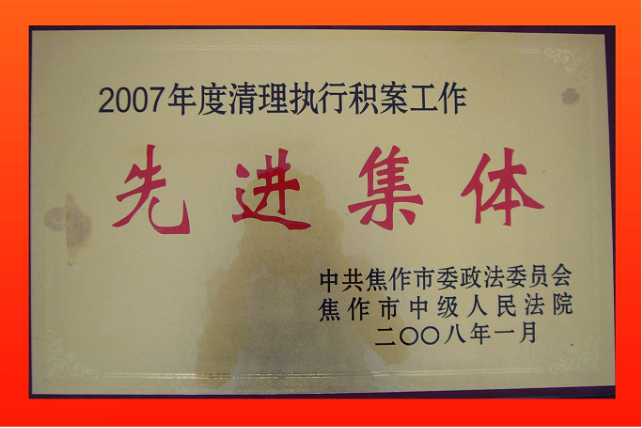 2007年度清理执行积案工作
先进集体
中共焦作市委政法委员会
焦作市中级人民法院
二〇〇八年一月